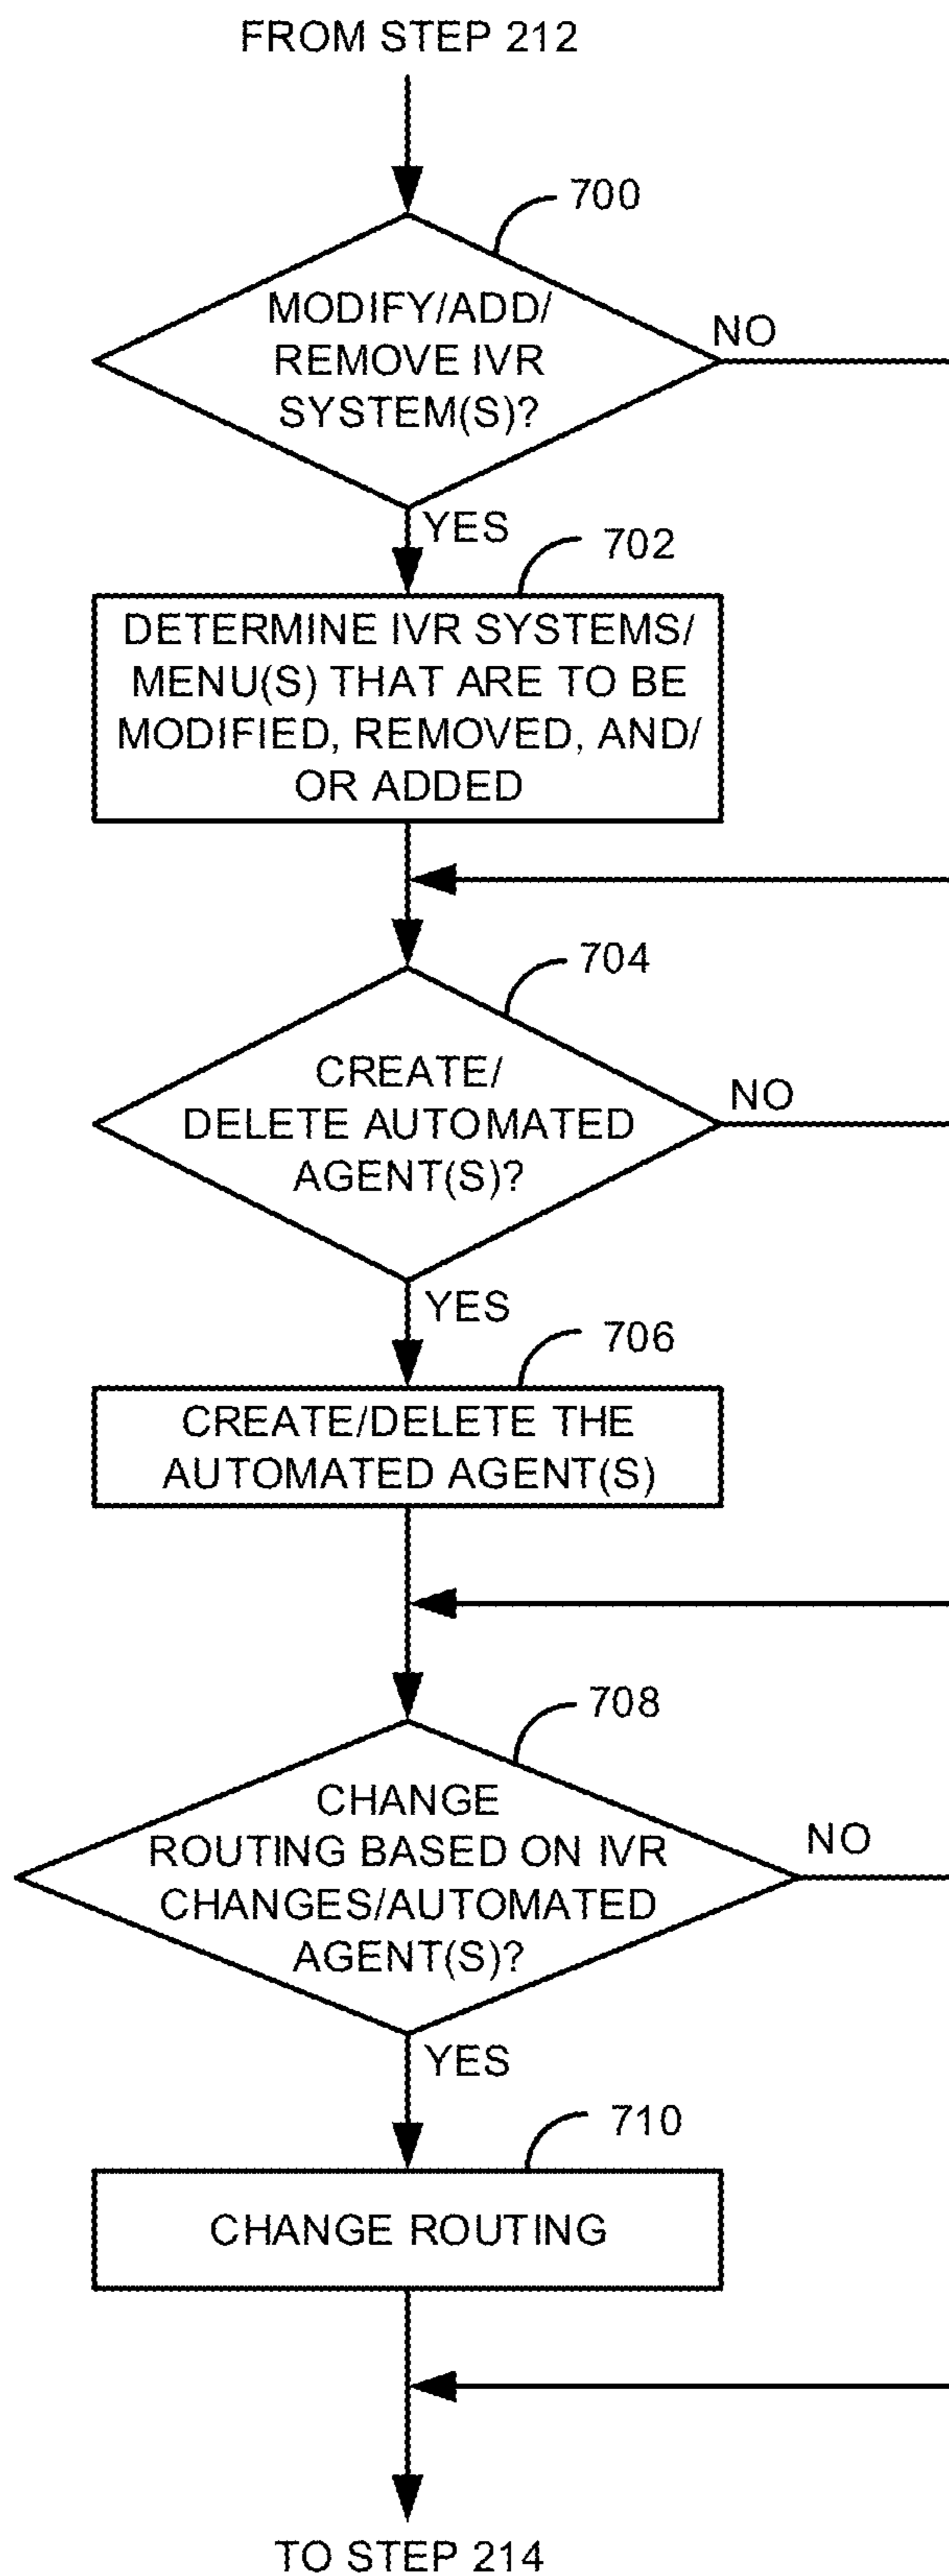 FROM STEP 212
700
MODIFY/ADD/
REMOVE IVR
SYSTEM(S)?
NO
YES
702
DETERMINE IVR SYSTEMS/
MENU(S) THAT ARE TO BE
MODIFIED, REMOVED, AND/
OR ADDED
704
CREATE/
DELETE AUTOMATED
AGENT(S)?
NO
YES
706
CREATE/DELETE THE
AUTOMATED AGENT(S)
708
CHANGE
ROUTING BASED ON IVR
CHANGES/AUTOMATED
AGENT(S)?
NO
YES
710
CHANGE ROUTING
TO STEP 214